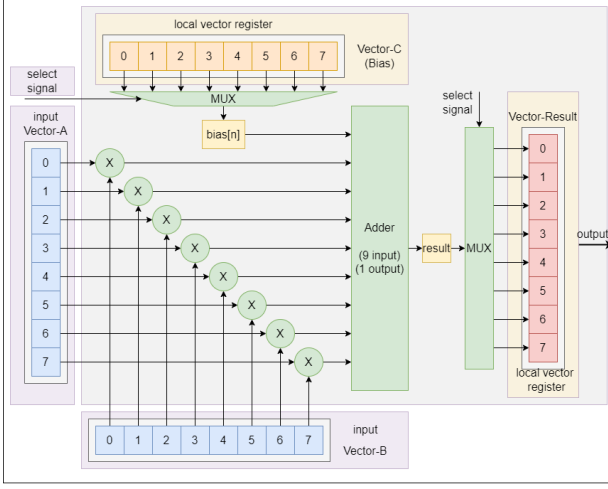 local vector register
0 1 2 3 4 5 6 7
Vector-C
(Bias)
select
signal
MUX
bias[n]
input
Vector-A
0
1
2
3
4
5
6
7
X
X
X
X
X
X
X
X
Adder
(9 input)
(1 output)
result
select
signal
MUX
Vector-Result
0
1
2
3
4
5
6
7
local vector
register
output
0 1 2 3 4 5 6 7
input
Vector-B